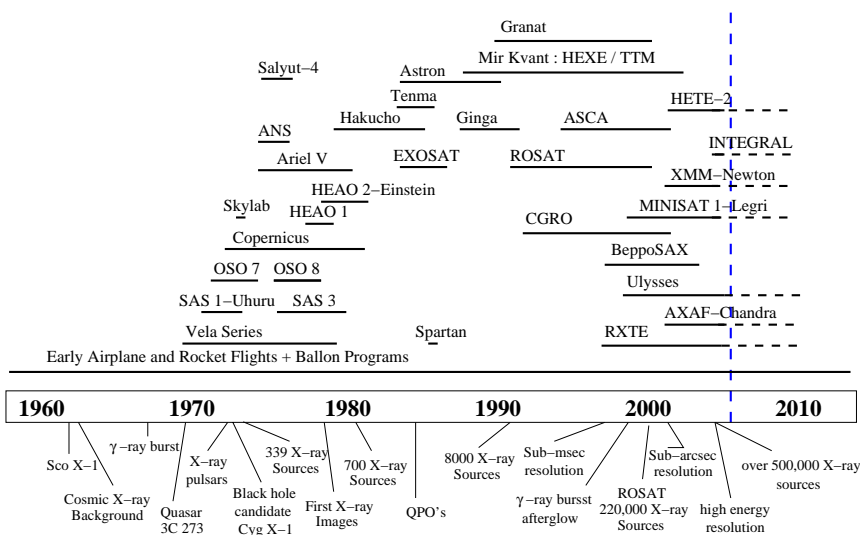 Granat
Mir Kvant : HEXE / TTM
Salyut−4
Astron
Tenma
HETE−2
Hakucho
Ginga
ASCA
ANS
INTEGRAL
Ariel V
EXOSAT
ROSAT
XMM−Newton
HEAO 2−Einstein
Skylab
HEAO 1
MINISAT 1−Legri
CGRO
Copernicus
BeppoSAX
OSO 7
OSO 8
Ulysses
SAS 1−Uhuru
SAS 3
AXAF−Chandra
Vela Series
Spartan
RXTE
Early Airplane and Rocket Flights + Ballon Programs
1960 1970 1980 1990 2000 2010
Sco X−1
γ −ray burst
X−ray
pulsars
339 X−ray
Sources
700 X−ray
Sources
8000 X−ray
Sources
Sub−msec
resolution
Sub−arcsec
resolution
over 500,000 X−ray
sources
Cosmic X−ray
Background
Quasar
3C 273
Black hole
candidate
Cyg X−1
First X−ray
Images
QPO's
γ −ray bursst
afterglow
ROSAT
220,000 X−ray
Sources
high energy
resolution